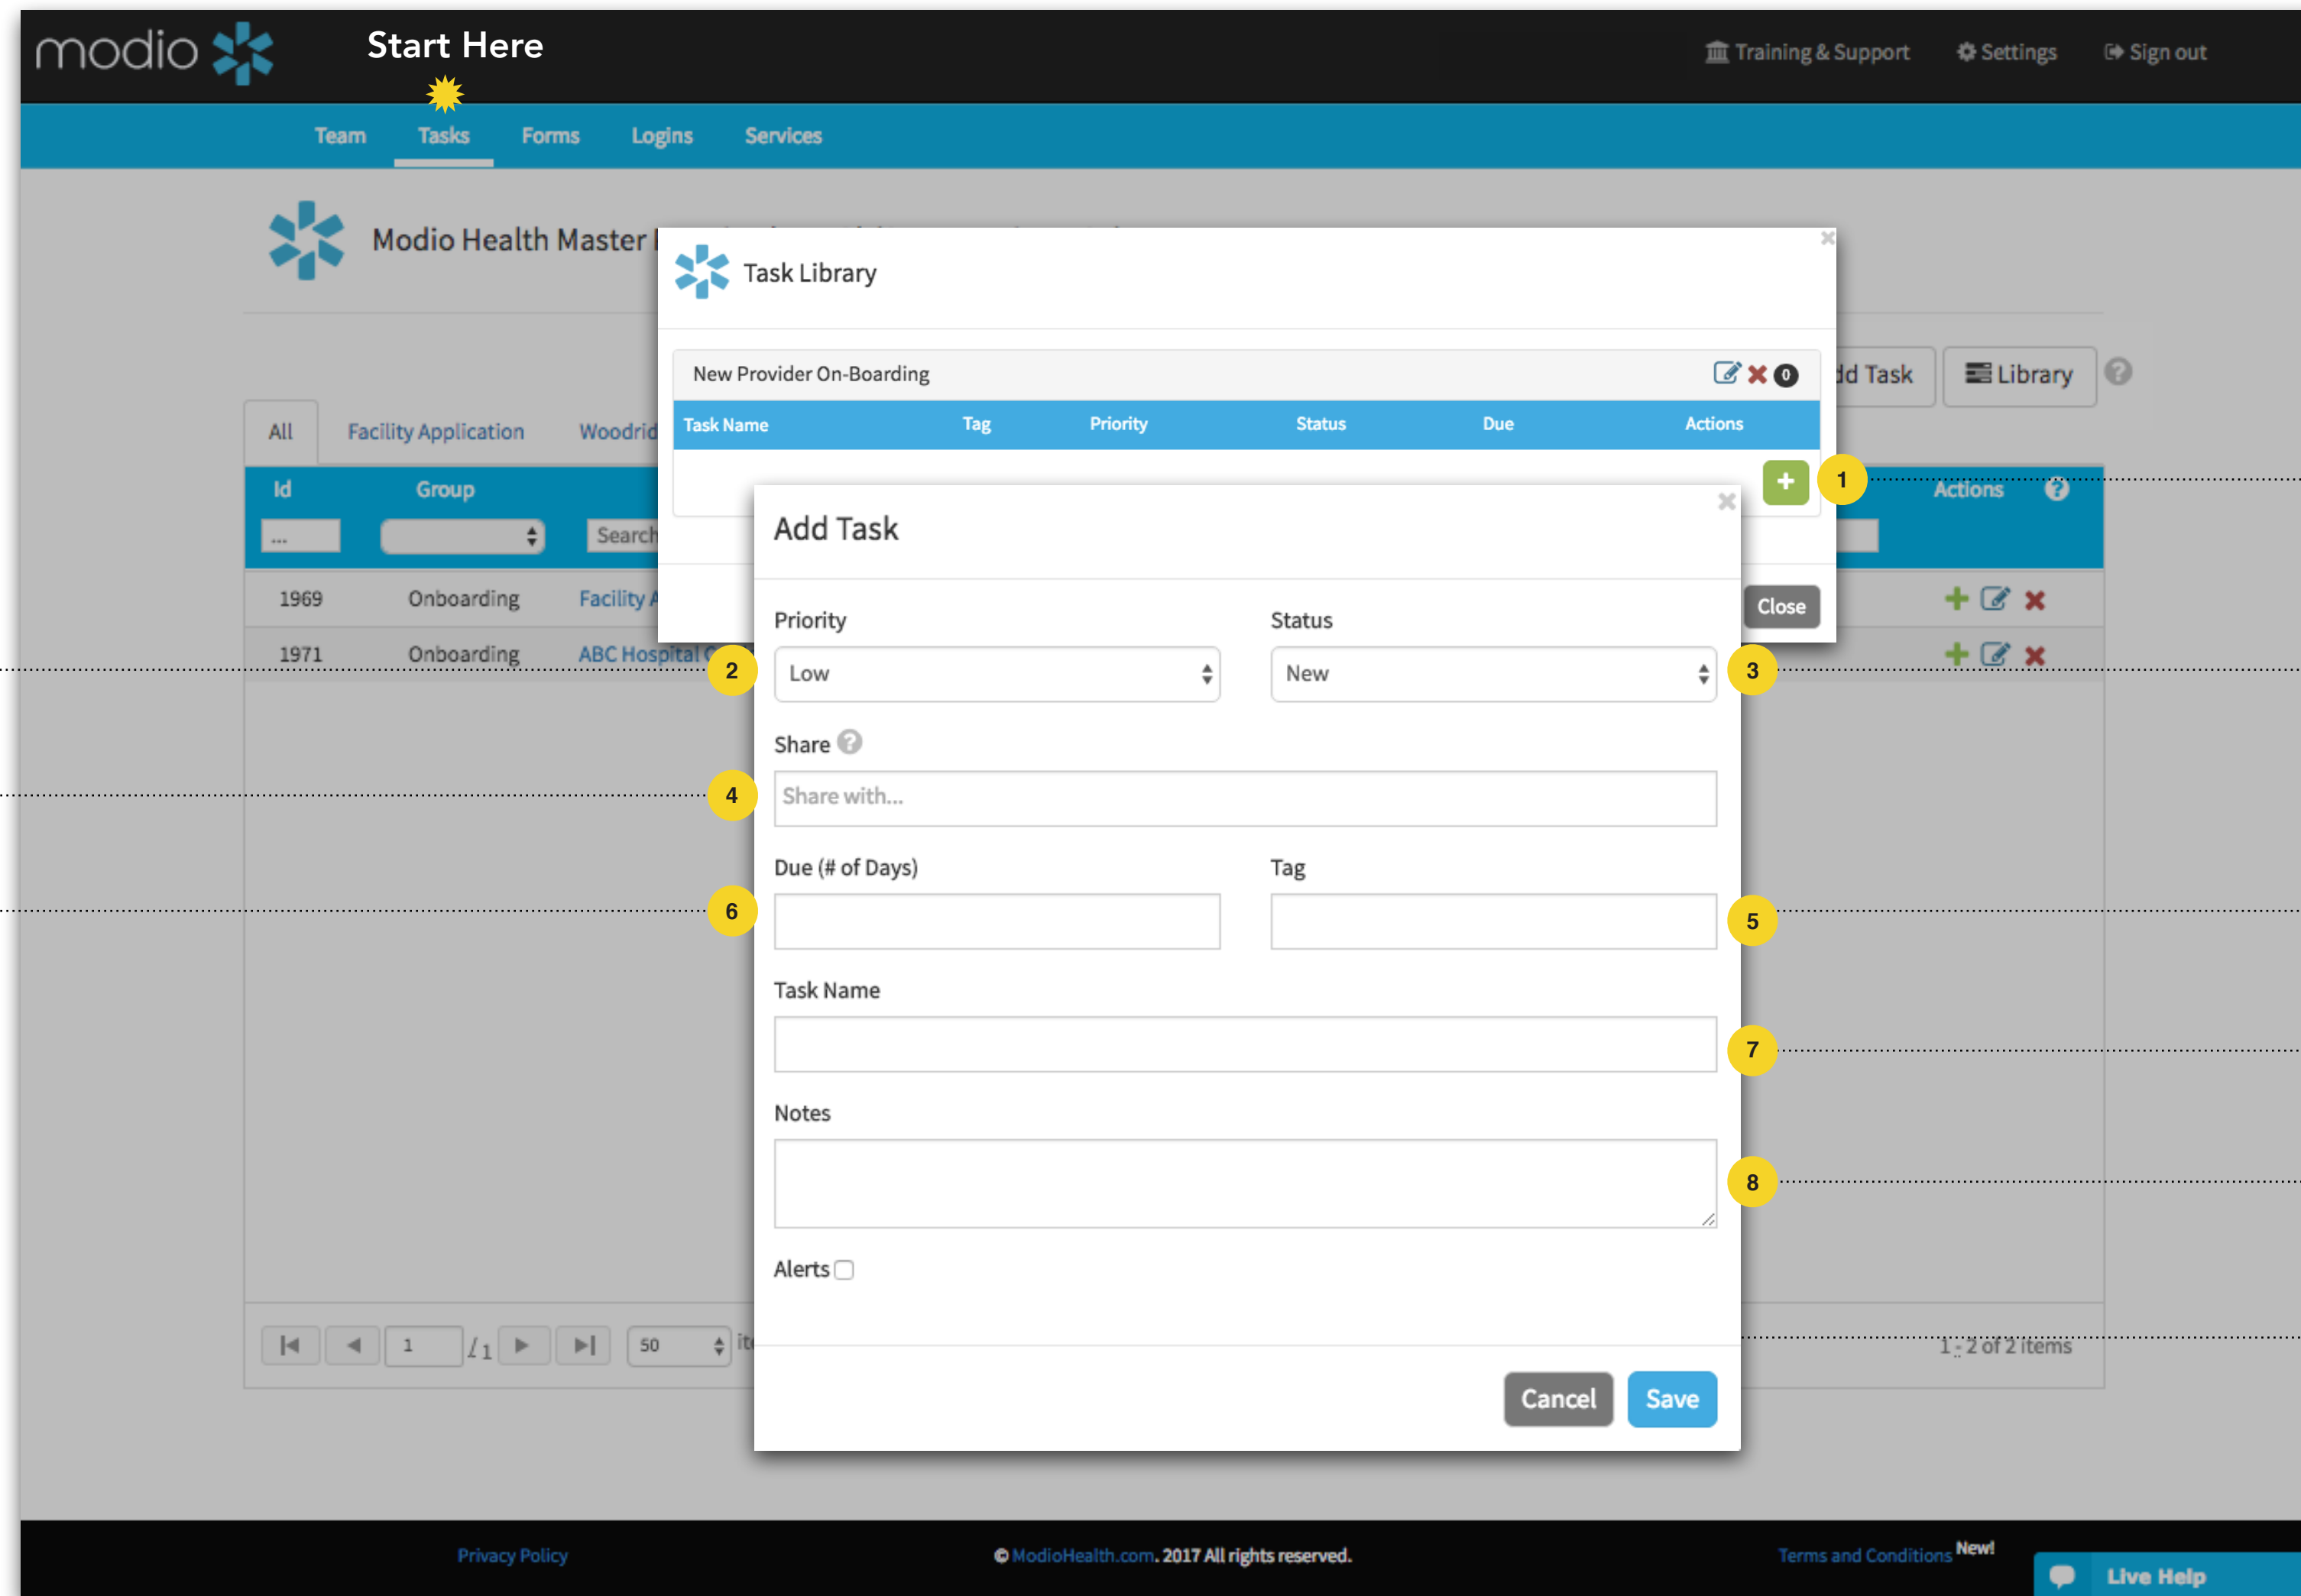 modio
Start Here
Training & Support Settings Sign out
Team Tasks Forms Logins Services
Modio Health Master
Task Library
New Provider On-Boarding 0
dd Task Library ?
All Facility Application Woodrid
Task Name Tag Priority Status Due Actions
Id Group Actions ?
+ 1
... Search
Add Task
1969 Onboarding Facility A
Close
Priority Status
1971 Onboarding ABC Hospital C
2 Low New 3
Share ?
4 Share with...
Due (# of Days) Tag
6 5
Task Name
7
Notes
8
Alerts
1 / 1 50 ite 1 - 2 of 2 items
Cancel Save
Privacy Policy © ModioHealth.com. 2017 All rights reserved. Terms and Conditions New!
Live Help